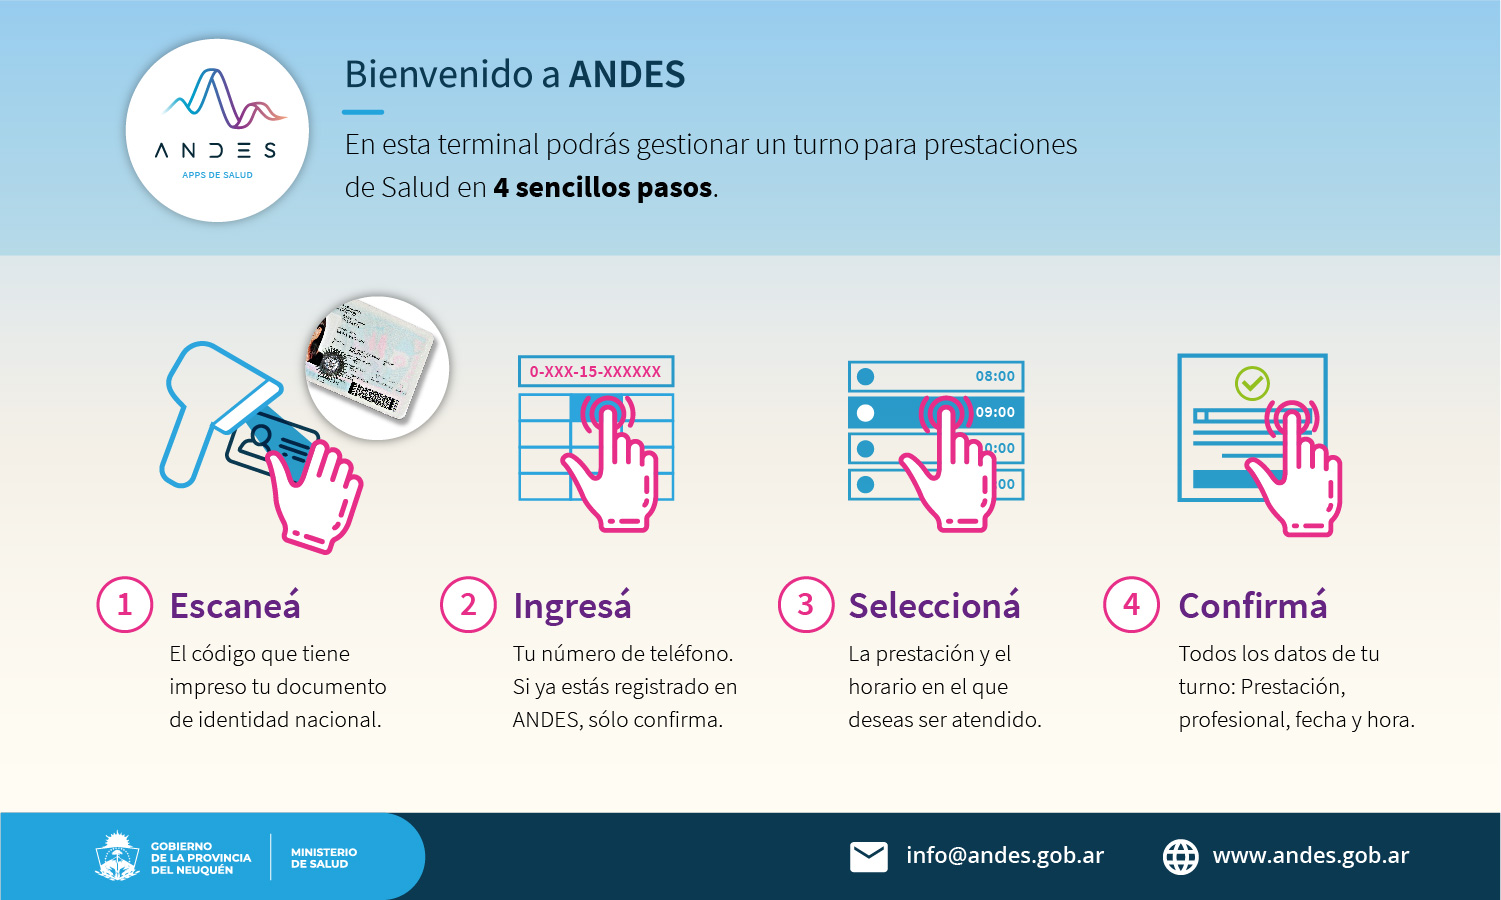 ANDES
APPS DE SALUD
Bienvenido a ANDES
En esta terminal podrás gestionar un turno para prestaciones
de Salud en 4 sencillos pasos.
0-XXX-15-XXXXXX
08:00
09:00
0:00
:00
1 Escaneá
El código que tiene
impreso tu documento
de identidad nacional.
2 Ingresá
Tu número de teléfono.
Si ya estás registrado en
ANDES, sólo confirma.
3 Seleccioná
La prestación y el
horario en el que
deseas ser atendido.
4 Confirmá
Todos los datos de tu
turno: Prestación,
profesional, fecha y hora.
GOBIERNO
DE LA PROVINCIA
DEL NEUQUÉN
MINISTERIO
DE SALUD
info@andes.gob.ar
www.andes.gob.ar